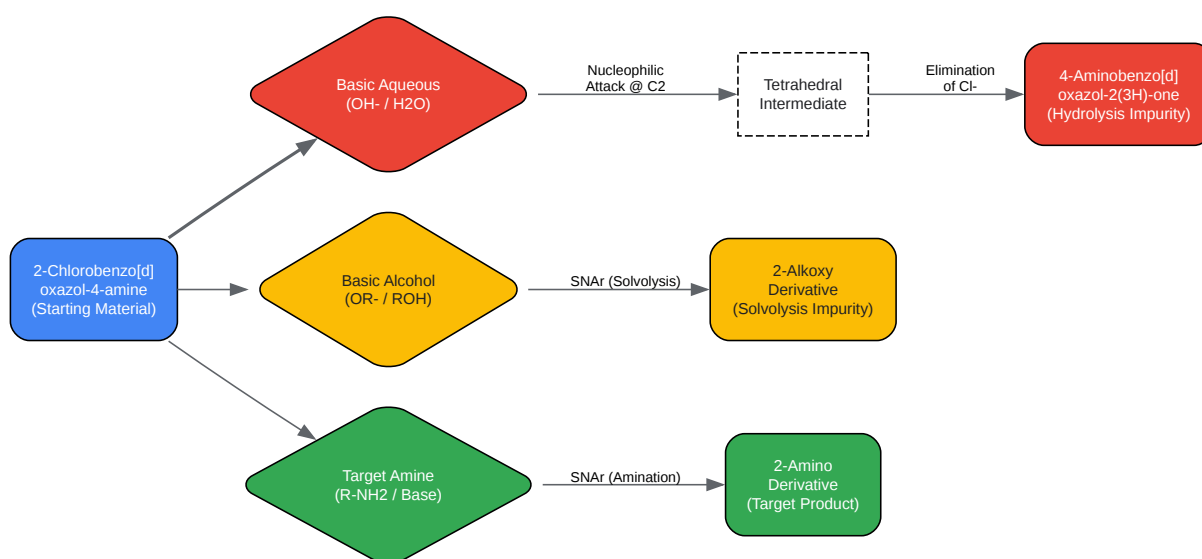 Basic Aqueous
(OH- / H2O)
Nucleophilic
Attack @ C2
Tetrahedral
Intermediate
Elimination
of Cl-
4-Aminobenzo[d]
oxazol-2(3H)-one
(Hydrolysis Impurity)
2-Chlorobenzo[d]
oxazol-4-amine
(Starting Material)
Basic Alcohol
(OR- / ROH)
SNAr (Solvolysis)
2-Alkoxy
Derivative
(Solvolysis Impurity)
Target Amine
(R-NH2 / Base)
SNAr (Amination)
2-Amino
Derivative
(Target Product)